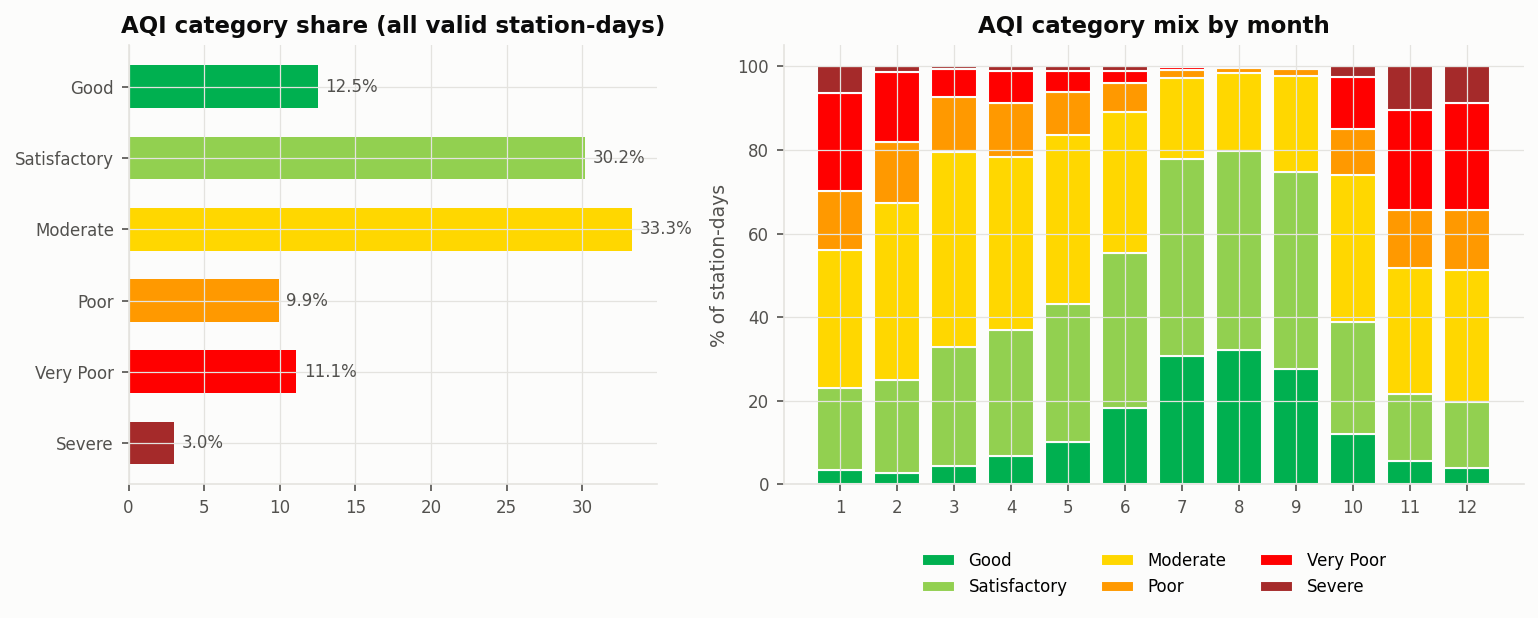 AQI category share (all valid station-days)
Good
12.5%
Satisfactory
30.2%
Moderate
33.3%
Poor
9.9%
Very Poor
11.1%
Severe
3.0%
0 5 10 15 20 25 30
AQI category mix by month
% of station-days
100
80
60
40
20
0
1 2 3 4 5 6 7 8 9 10 11 12
Good Moderate Very Poor
Satisfactory Poor Severe